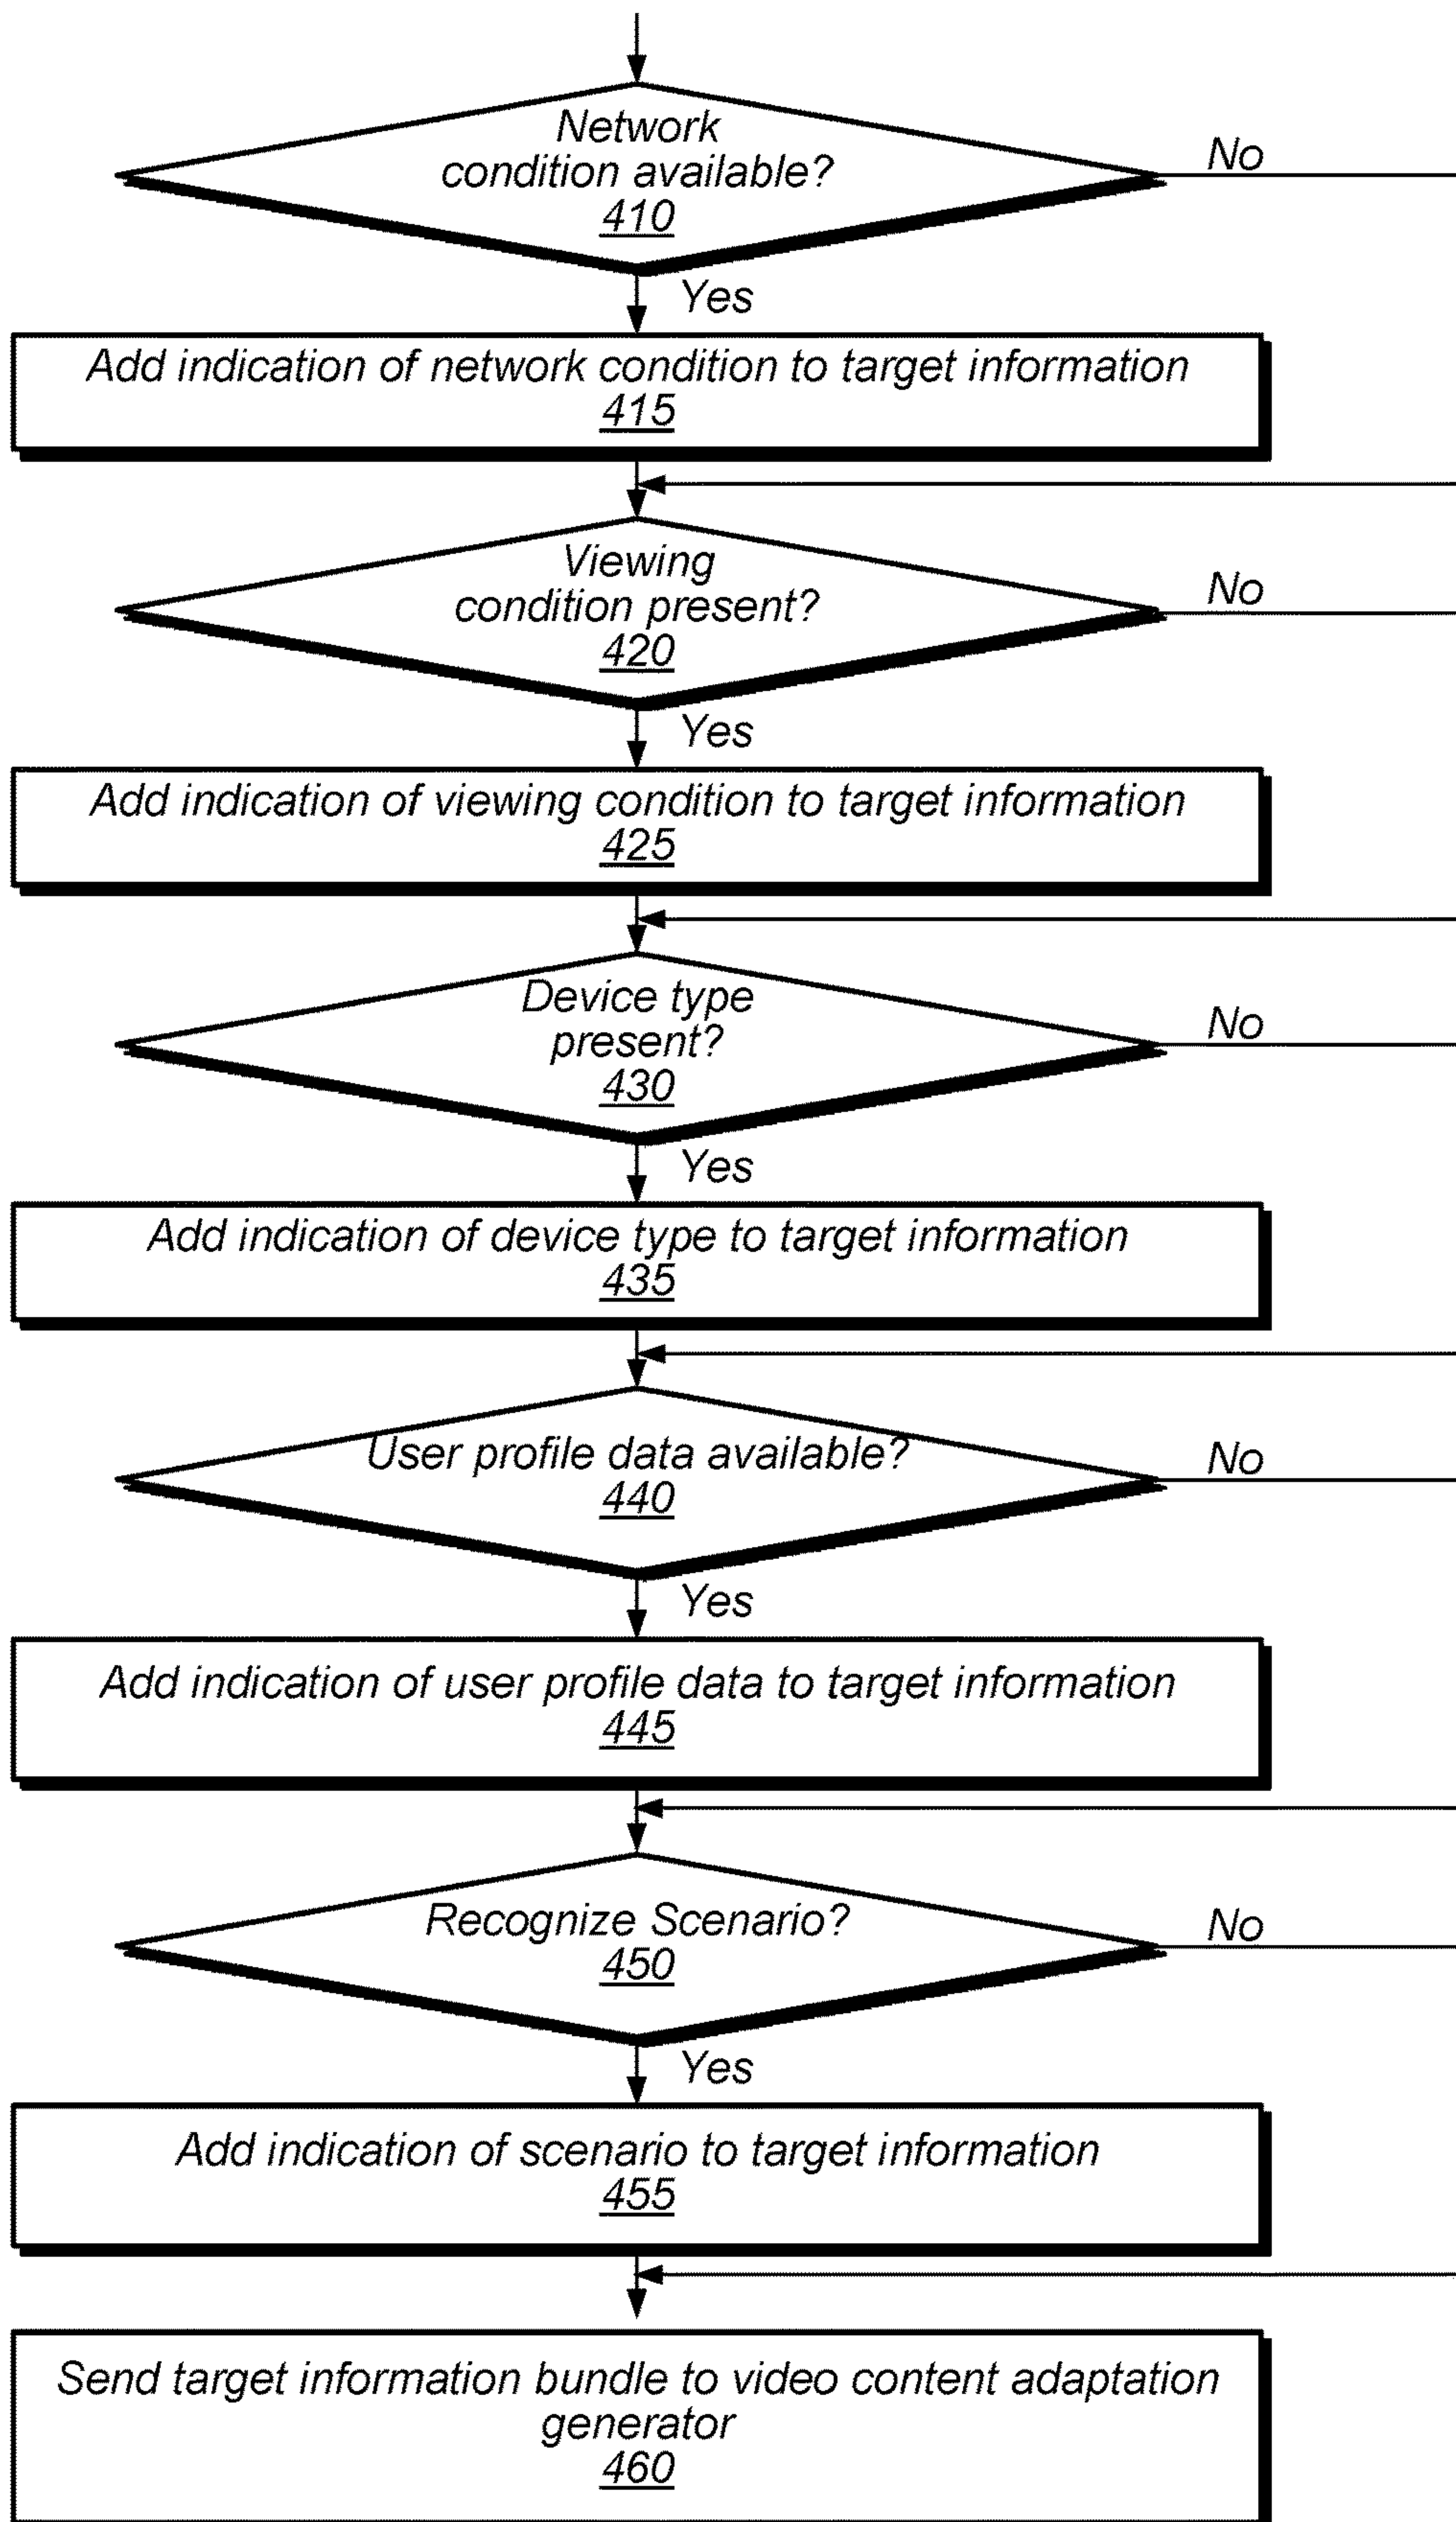 Network
condition available?
410
No
Yes
Add indication of network condition to target information
415
Viewing
condition present?
420
No
Yes
Add indication of viewing condition to target information
425
Device type
present?
430
No
Yes
Add indication of device type to target information
435
User profile data available?
440
No
Yes
Add indication of user profile data to target information
445
Recognize Scenario?
450
No
Yes
Add indication of scenario to target information
455
Send target information bundle to video content adaptation
generator
460